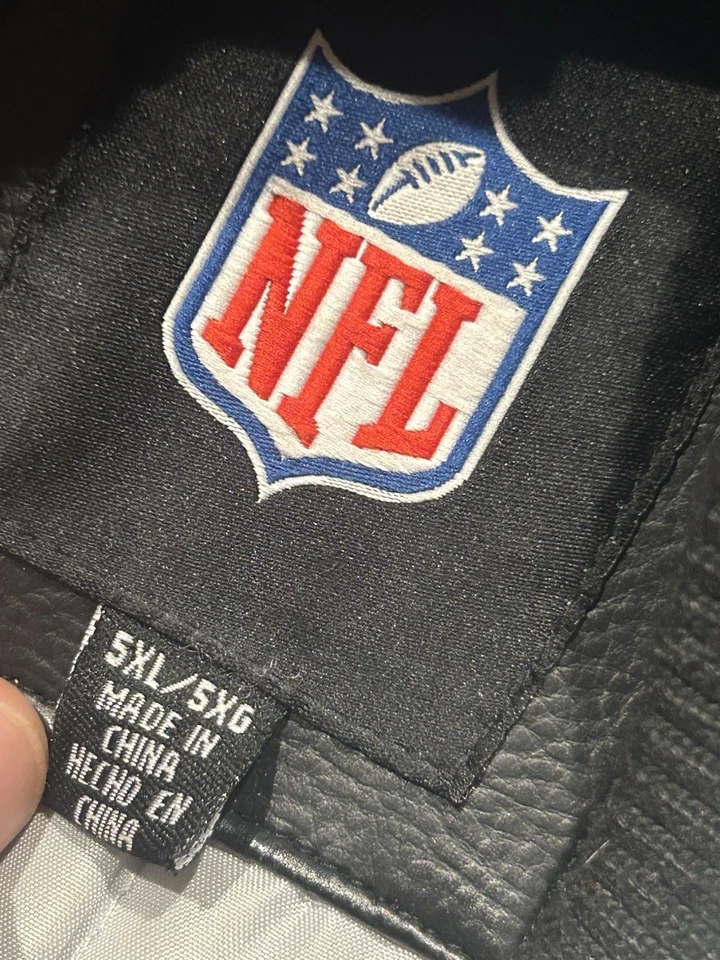 NFL
5XL/5XG
MADE IN
CHINA
HECHO EN
CHINA